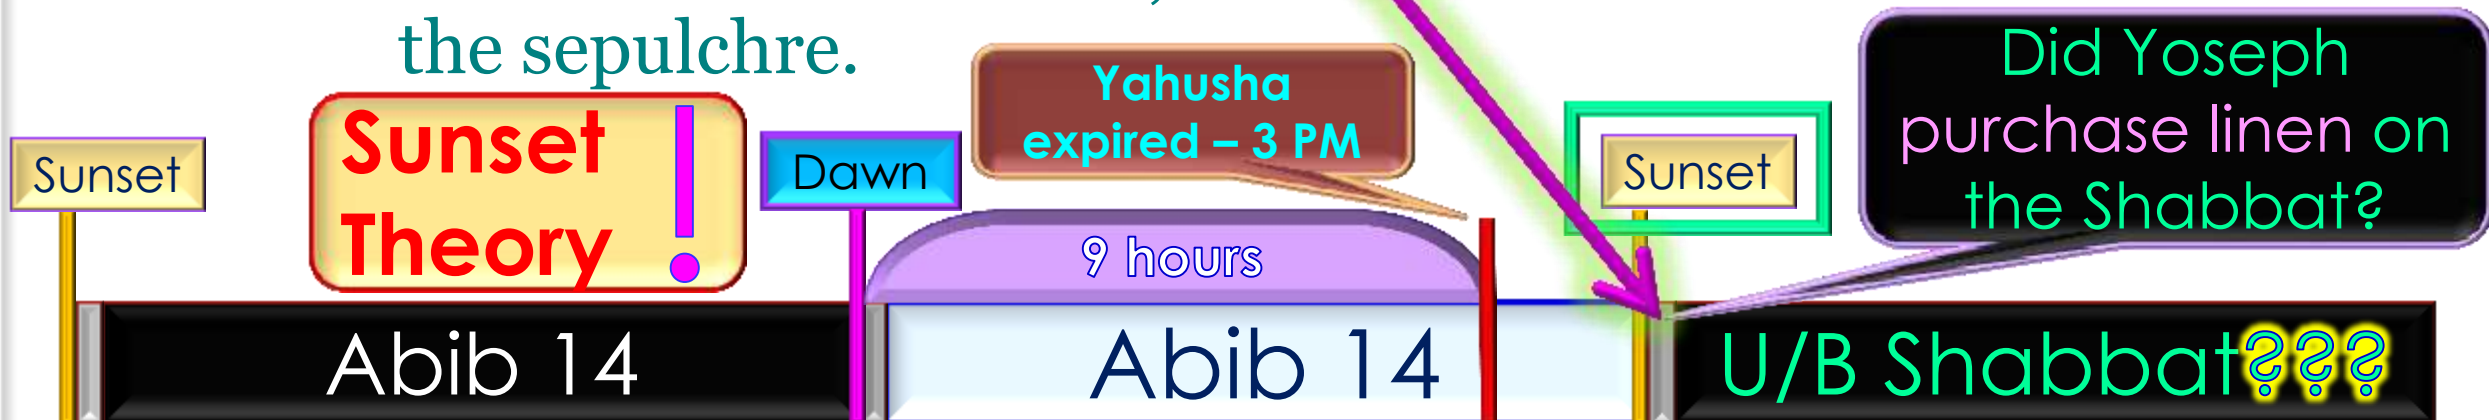 the sepulchre.
Sunset
Sunset
Theory !
Dawn
Yahusha
expired – 3 PM
9 hours
Sunset
Did Yoseph
purchase linen on
the Shabbat?
Abib 14
Abib 14
U/B Shabbat???